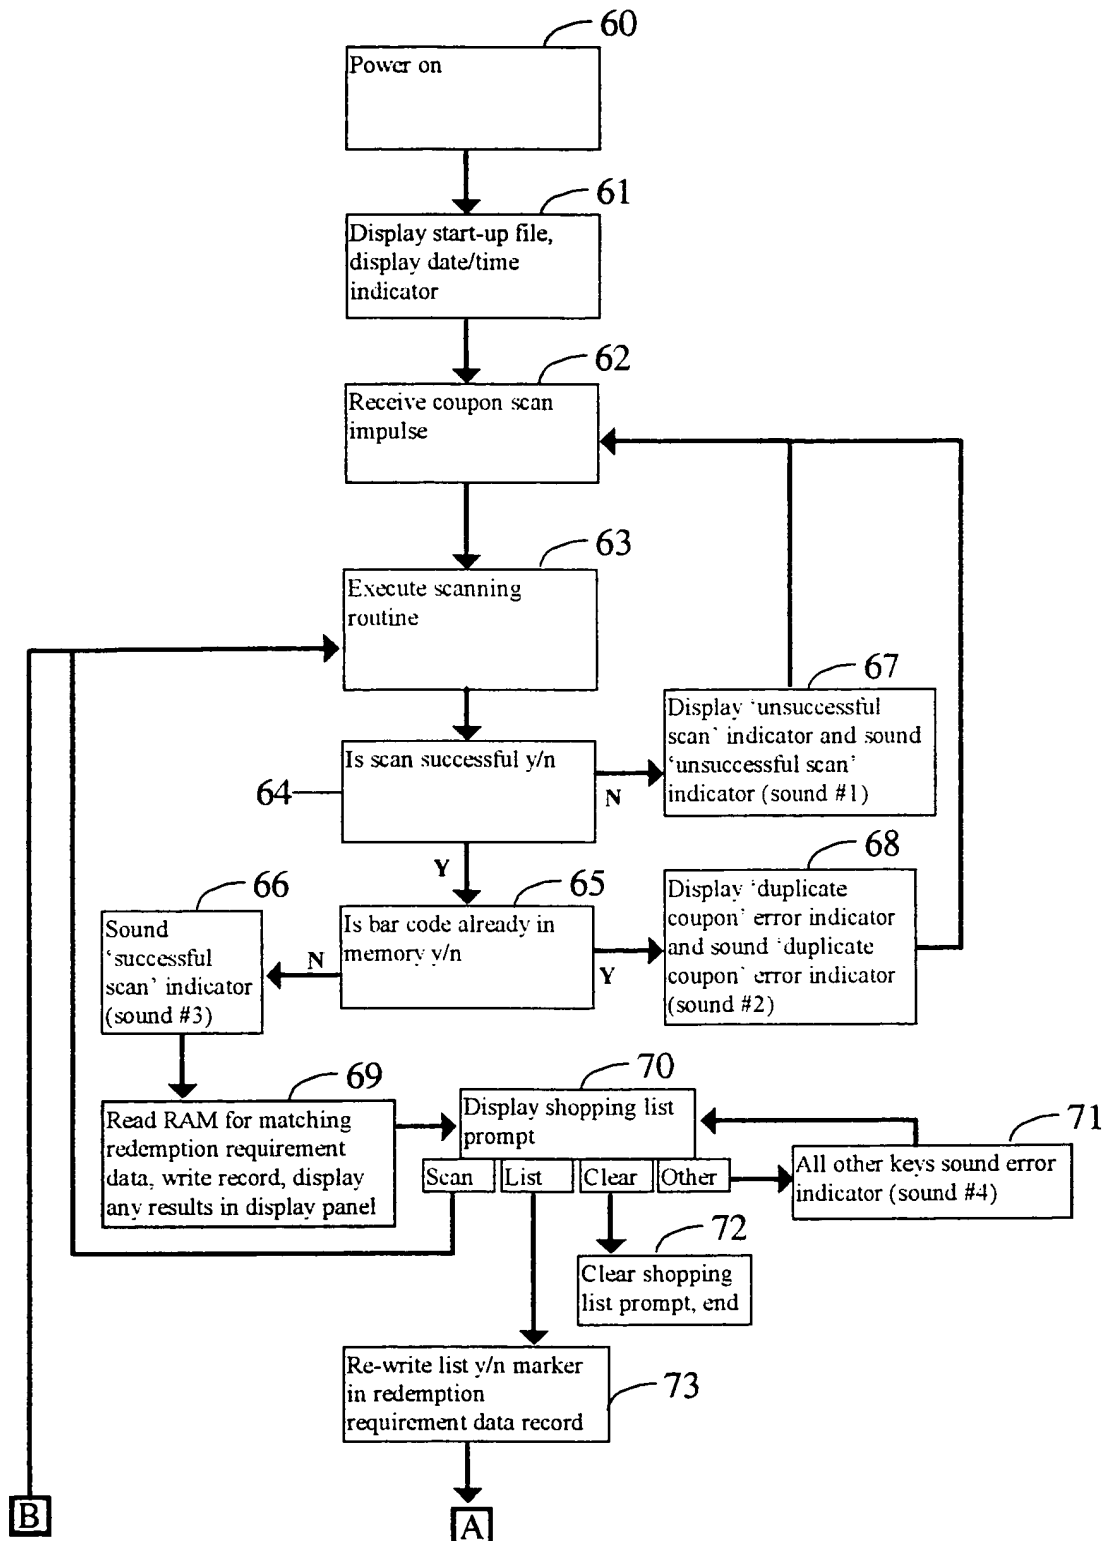 60
Power on
61
Display start-up file,
display date/time
indicator
62
Receive coupon scan
impulse
63
Execute scanning
routine
67
Display 'unsuccessful
scan' indicator and sound
'unsuccessful scan'
indicator (sound #1)
Is scan successful y/n
64
N
Y
68
Display 'duplicate
coupon' error indicator
and sound 'duplicate
coupon' error indicator
(sound #2)
65
Is bar code already in
memory y/n
Y
N
66
Sound
'successful
scan' indicator
(sound #3)
69
Read RAM for matching
redemption requirement
data, write record, display
any results in display panel
70
Display shopping list
prompt
Scan List Clear Other
71
All other keys sound error
indicator (sound #4)
72
Clear shopping
list prompt, end
Re-write list y/n marker
in redemption
requirement data record
73
B
A